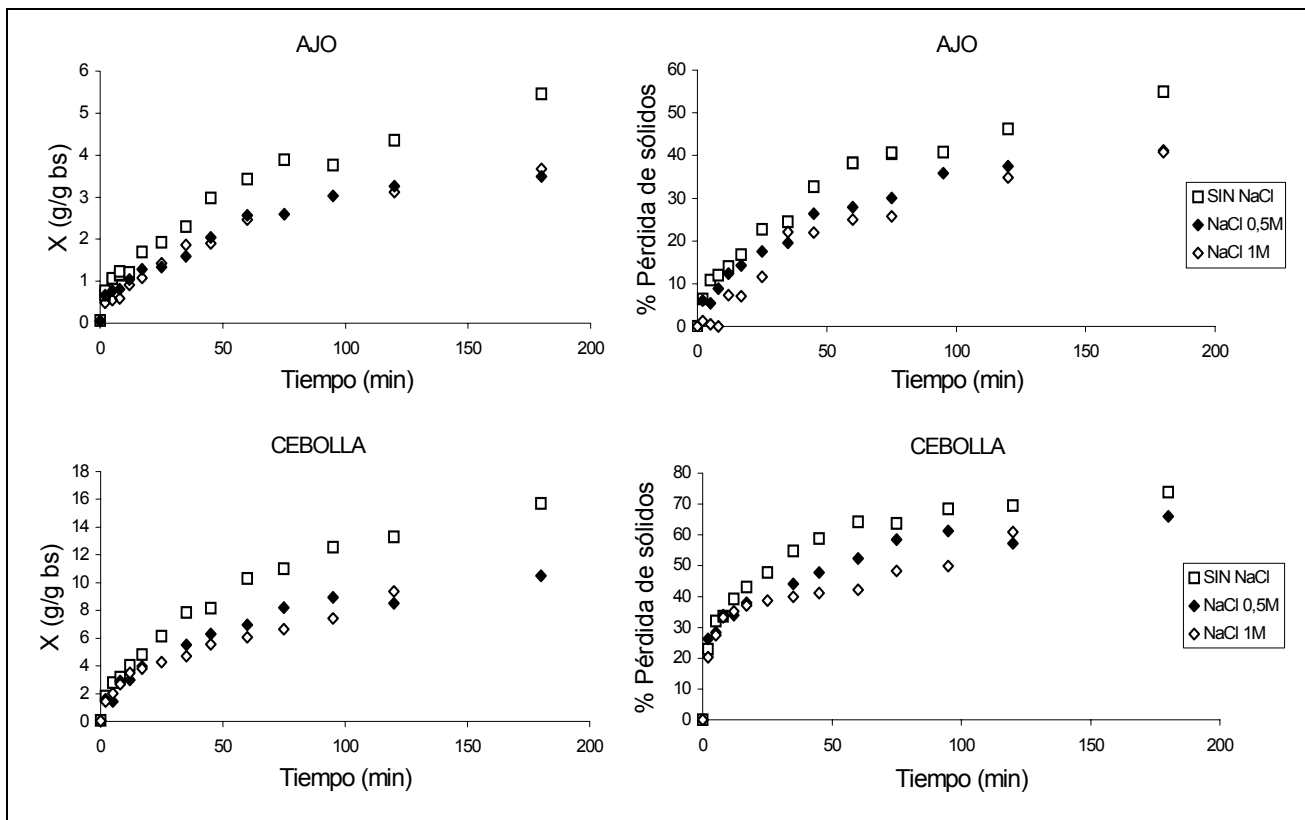 AJO
X (g/g bs)
6
5
4
3
2
1
0
0 50 100 150 200
Tiempo (min)
AJO
% Pérdida de sólidos
60
50
40
30
20
10
0
0 50 100 150 200
Tiempo (min)
SIN NaCl
NaCl 0,5M
NaCl 1M
CEBOLLA
X (g/g bs)
18
16
14
12
10
8
6
4
2
0
0 50 100 150 200
Tiempo (min)
CEBOLLA
% Pérdida de sólidos
80
70
60
50
40
30
20
10
0
0 50 100 150 200
Tiempo (min)
SIN NaCl
NaCl 0,5M
NaCl 1M